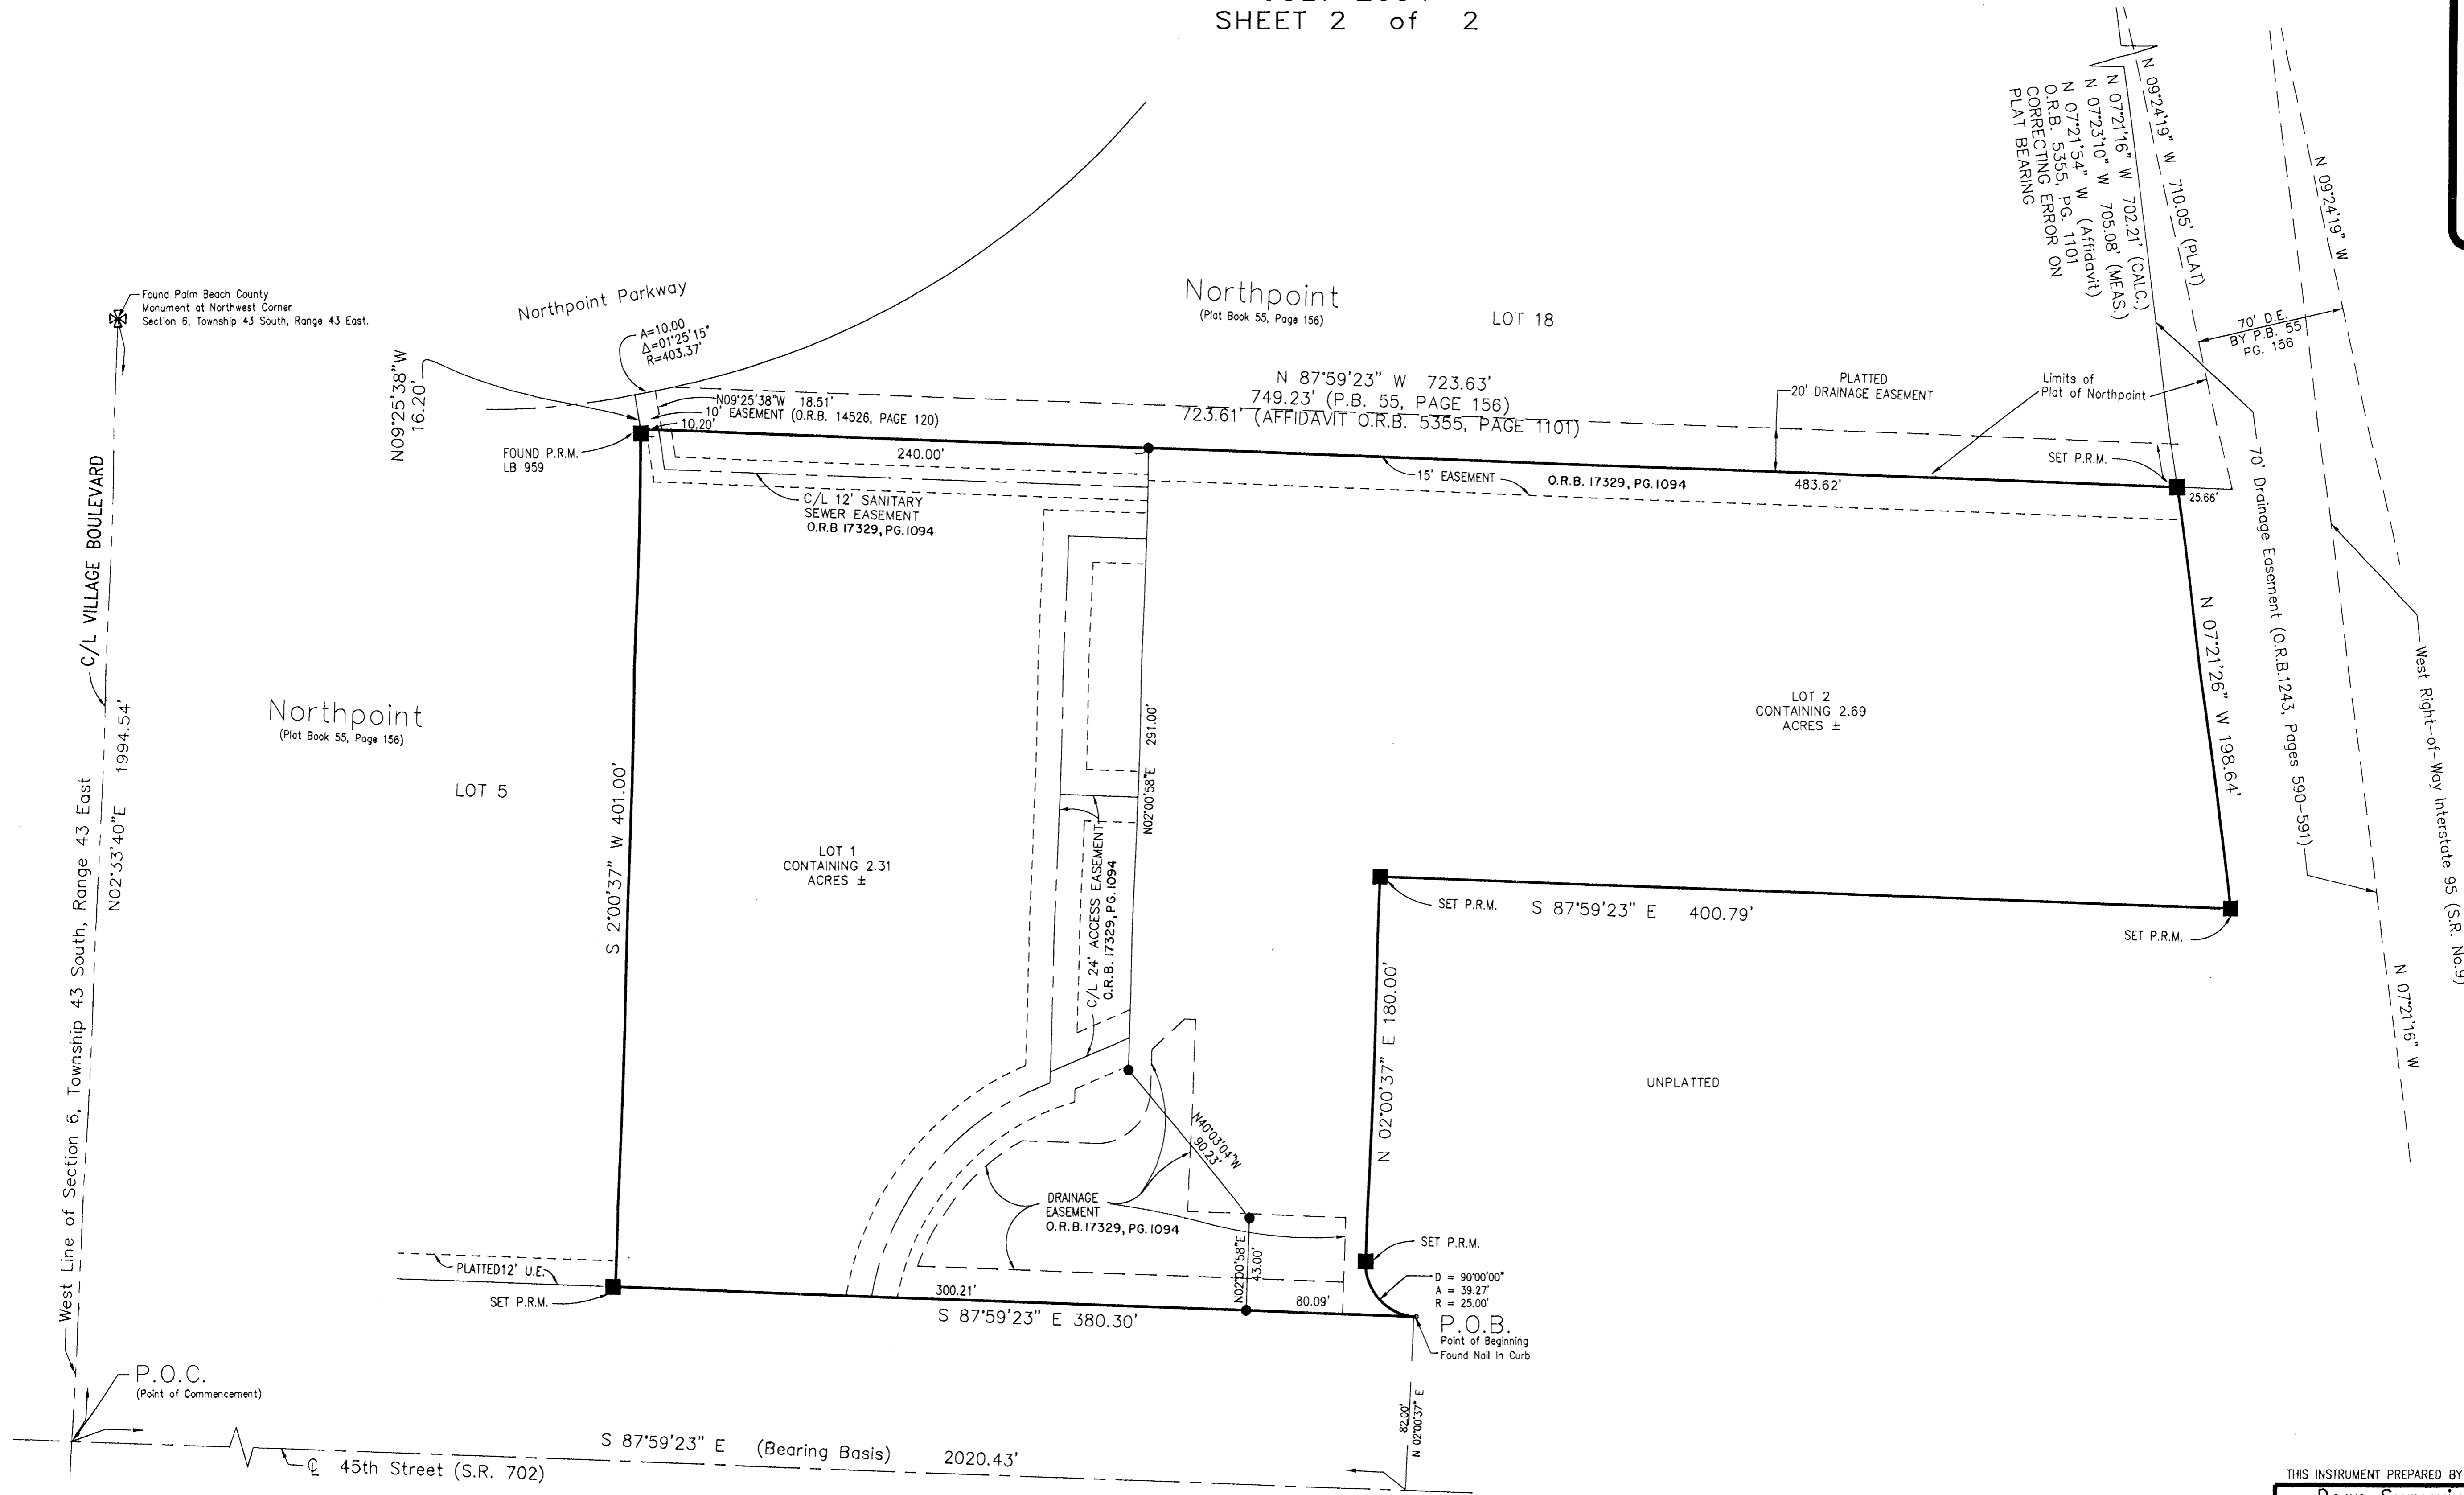 SHEET 2 of 2
Found Palm Beach County
Monument at Northwest Corner
Section 6, Township 43 South, Range 43 East.
Northpoint Parkway
A=10.00
Δ=01°25'15"
R=403.37'
N09°25'38"W
16.20'
N09°25'38"W 18.51'
10' EASEMENT (O.R.B. 14526, PAGE 120)
10.20'
FOUND P.R.M.
LB 959
240.00'
C/L 12' SANITARY
SEWER EASEMENT
O.R.B 17329, PG.1094
Northpoint
(Plat Book 55, Page 156)
LOT 18
N 87°59'23" W 723.63'
749.23' (P.B. 55, PAGE 156)
723.61' (AFFIDAVIT O.R.B. 5355, PAGE 1101)
PLATTED
20' DRAINAGE EASEMENT
Limits of
Plat of Northpoint
SET P.R.M.
15' EASEMENT
O.R.B. 17329, PG.1094
483.62'
25.66'
N 09°24'19" W 710.05' (PLAT)
N 07°21'16" W 702.21' (CALC.)
N 07°23'10" W 705.08' (MEAS.)
N 07°21'54" W (Affidavit)
O.R.B. 5355, PG. 1101
CORRECTING ERROR ON
PLAT BEARING
N 09°24'19" W
70' D.E.
BY P.B. 55
PG. 156
70' Drainage Easement (O.R.B.1243, Pages 590-591)
West Right-of-Way Interstate 95 (S.R. No.9)
N 07°21'26" W 198.64'
N 07°21'16" W
C/L VILLAGE BOULEVARD
N02°33'40"E 1994.54'
West Line of Section 6, Township 43 South, Range 43 East
Northpoint
(Plat Book 55, Page 156)
LOT 5
S 2°00'37" W 401.00'
LOT 1
CONTAINING 2.31
ACRES ±
N02°00'58"E 291.00'
C/L 24' ACCESS EASEMENT
O.R.B. 17329, PG.1094
LOT 2
CONTAINING 2.69
ACRES ±
SET P.R.M.
S 87°59'23" E 400.79'
SET P.R.M.
N 02°00'37" E 180.00'
UNPLATTED
N40°03'04"W
90.23'
DRAINAGE
EASEMENT
O.R.B.17329, PG.1094
N02°00'58"E
43.00'
SET P.R.M.
D = 90°00'00"
A = 39.27'
R = 25.00'
P.O.B.
Point of Beginning
Found Nail In Curb
PLATTED 12' U.E.
SET P.R.M.
300.21'
80.09'
S 87°59'23" E 380.30'
P.O.C.
(Point of Commencement)
82.00'
N 02°00'37" E
S 87°59'23" E (Bearing Basis) 2020.43'
℄ 45th Street (S.R. 702)
THIS INSTRUMENT PREPARED BY